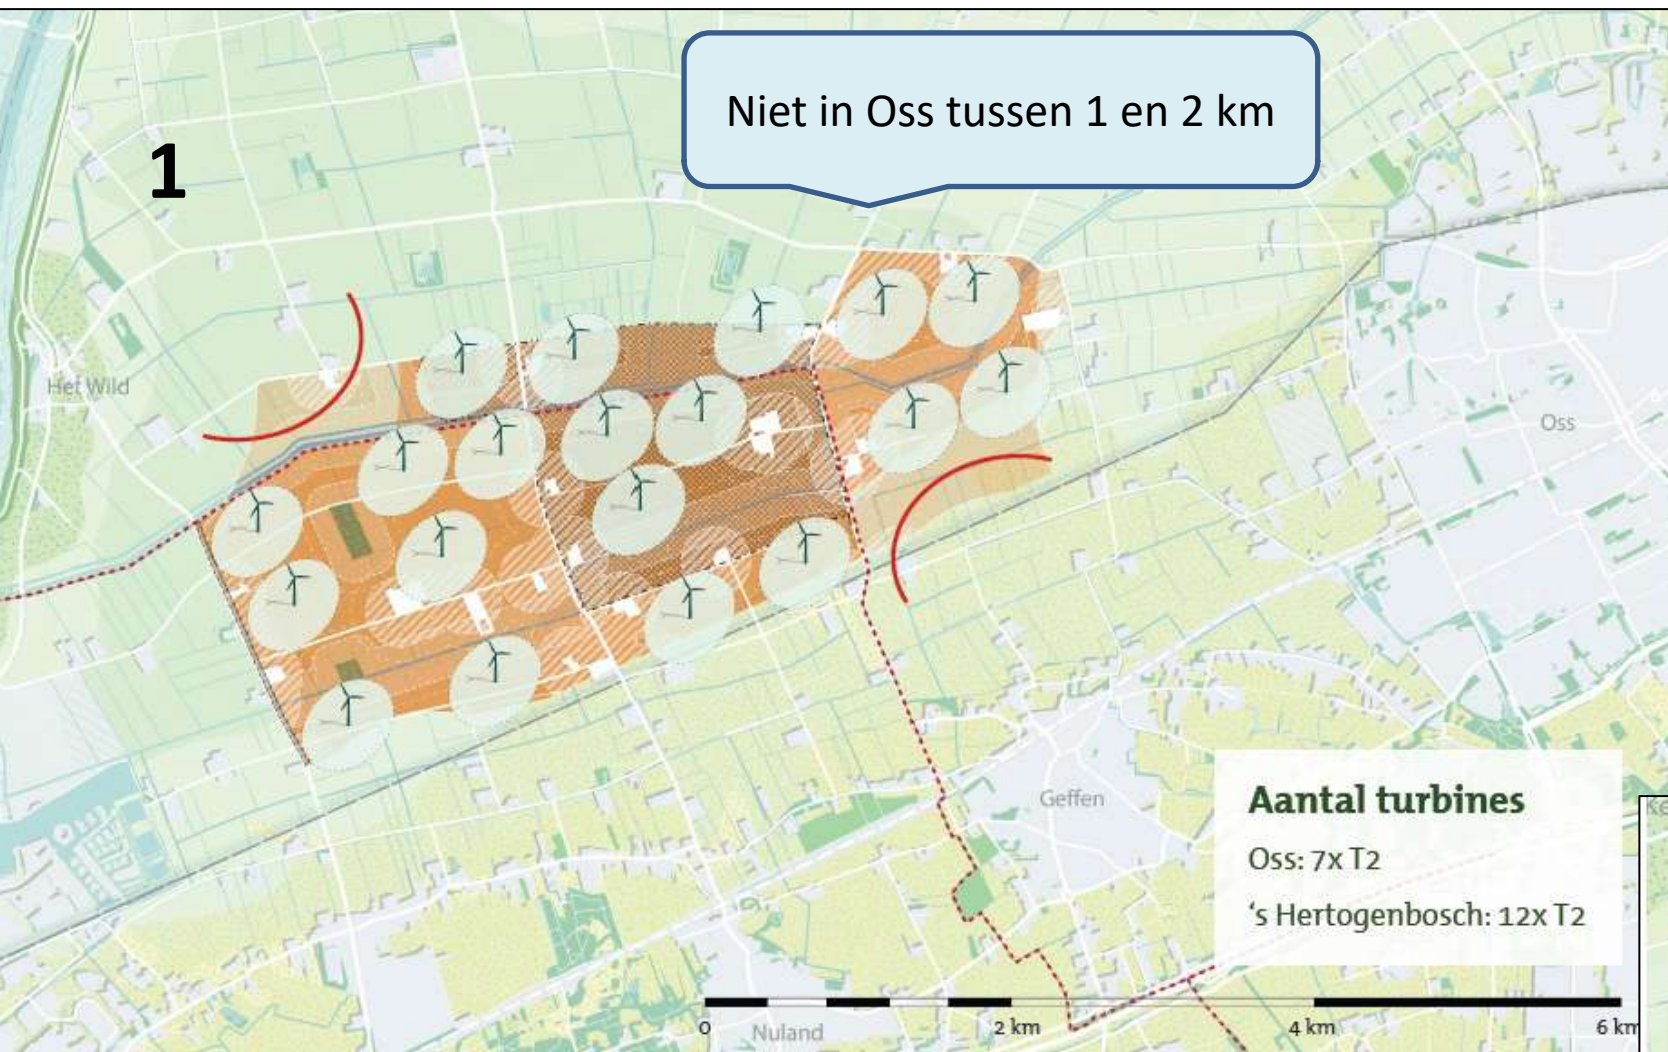 Niet in Oss tussen 1 en 2 km
1
Het Wild
Oss
Geffen
Aantal turbines
Oss: 7x T2
‘s Hertogenbosch: 12x T2
0
Nuland
2 km
4 km
6 km